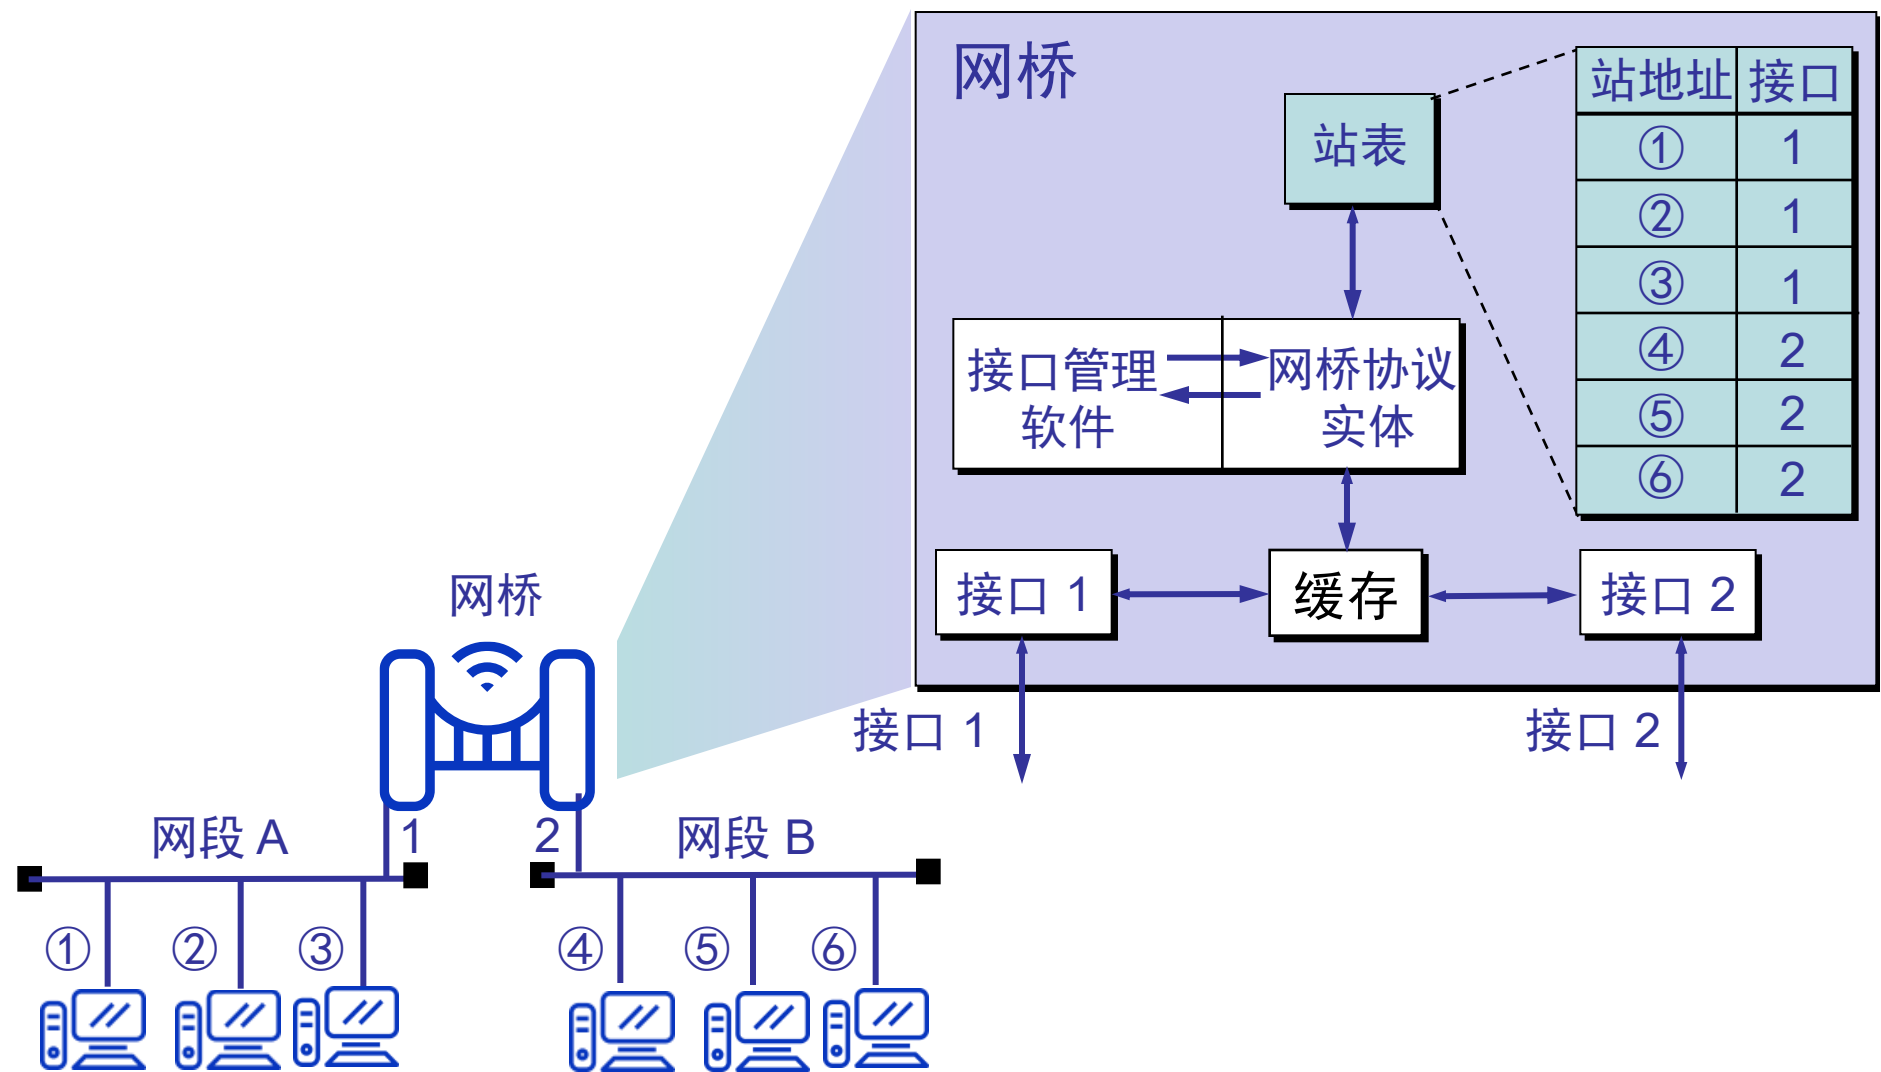 网桥
站表
站地址 接口
① 1
② 1
③ 1
④ 2
⑤ 2
⑥ 2
接口管理
软件
网桥协议
实体
接口 1
缓存
接口 2
接口 1
接口 2
网桥
1
2
网段 A
网段 B
① ② ③
④ ⑤ ⑥